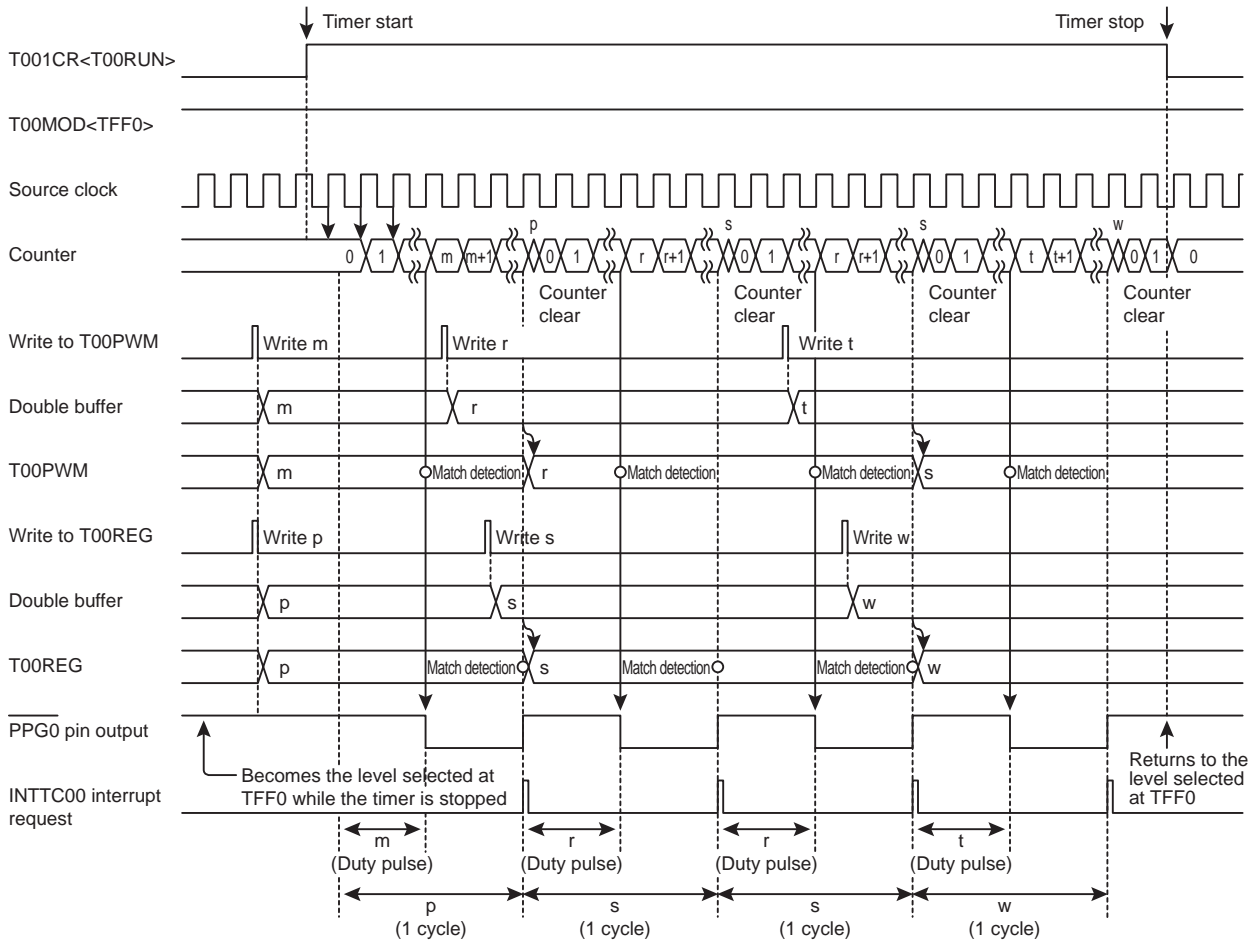 Timer start
Timer stop
T001CR<T00RUN>
T00MOD<TFF0>
Source clock
p s s w
Counter 0 1 m m+1 0 1 r r+1 0 1 r r+1 0 1 t t+1 0 1 0
Counter clear Counter clear Counter clear Counter clear
Write to T00PWM Write m Write r Write t
Double buffer m r t
T00PWM m Match detection r Match detection Match detection s Match detection
Write to T00REG Write p Write s Write w
Double buffer p s w
T00REG p Match detection s Match detection Match detection w
PPG0 pin output
Becomes the level selected at
TFF0 while the timer is stopped
Returns to the
level selected
at TFF0
INTTC00 interrupt
request
m r r t
(Duty pulse) (Duty pulse) (Duty pulse) (Duty pulse)
p s s w
(1 cycle) (1 cycle) (1 cycle) (1 cycle)